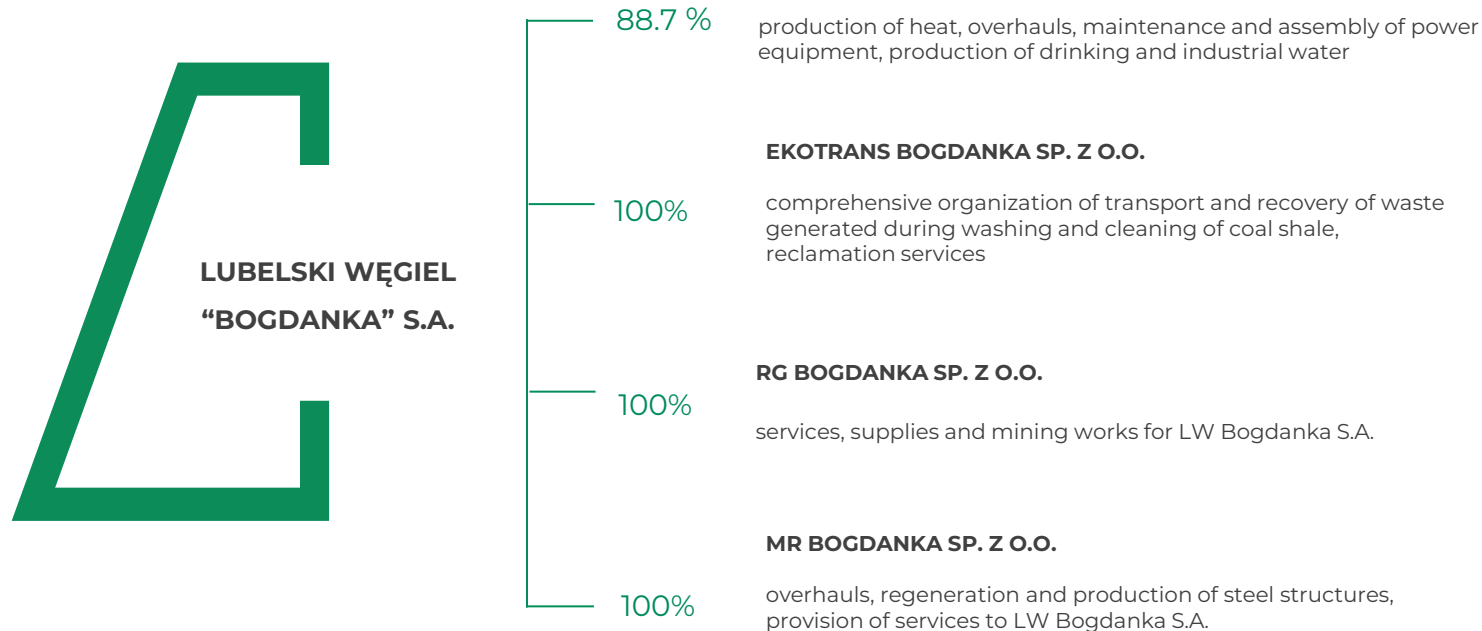 88.7 %
production of heat, overhauls, maintenance and assembly of power
equipment, production of drinking and industrial water
EKOTRANS BOGDANKA SP. Z O.O.
100%
comprehensive organization of transport and recovery of waste
generated during washing and cleaning of coal shale,
reclamation services
LUBELSKI WĘGIEL
“BOGDANKA” S.A.
RG BOGDANKA SP. Z O.O.
100%
services, supplies and mining works for LW Bogdanka S.A.
MR BOGDANKA SP. Z O.O.
100%
overhauls, regeneration and production of steel structures,
provision of services to LW Bogdanka S.A.